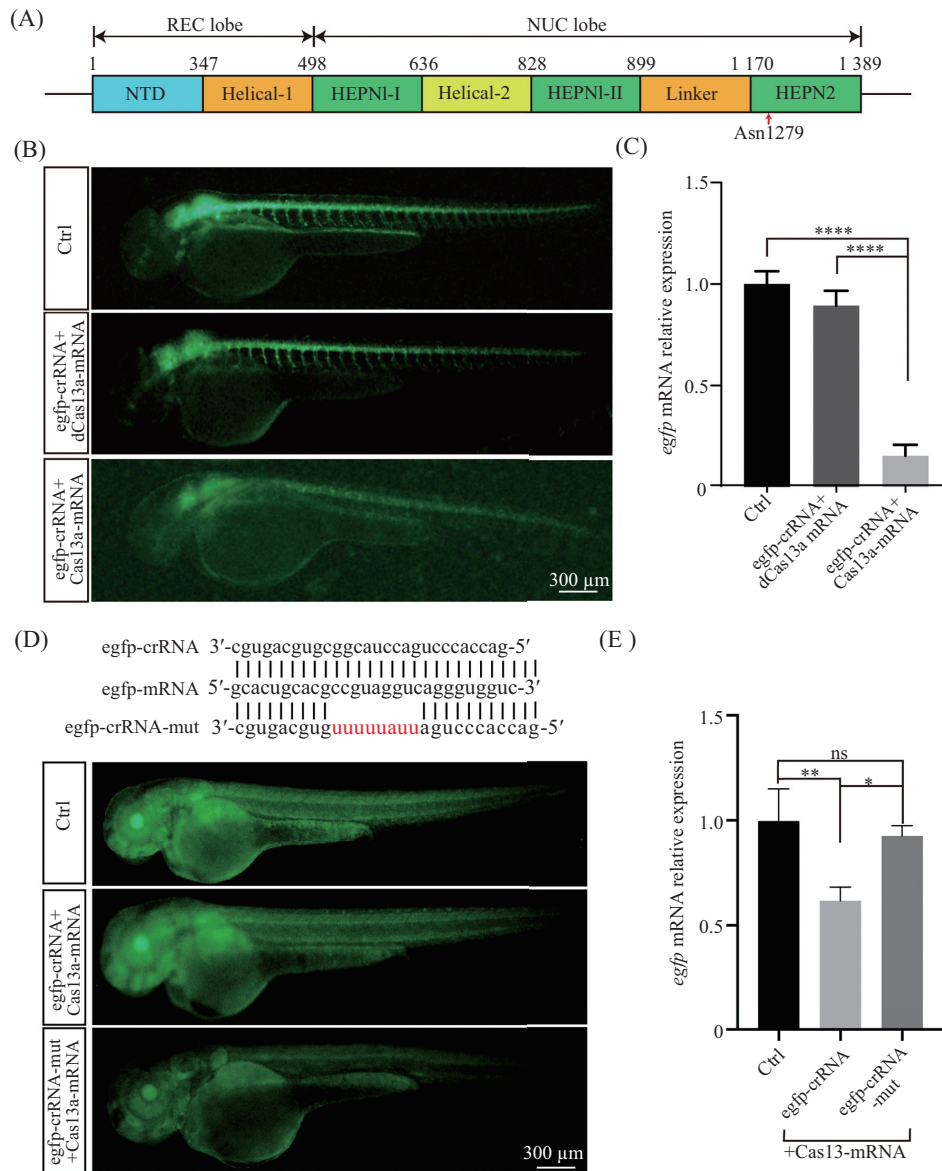 (A)
REC lobe NUC lobe
1 347 498 636 828 899 1 170 1 389
NTD Helical-1 HEPNl-I Helical-2 HEPNl-II Linker HEPN2
Asn1279
(B)
Ctrl
egfp-crRNA+
dCas13a-mRNA
egfp-crRNA+
Cas13a-mRNA
300 μm
(C)
egfp mRNA relative expression
1.5
1.0
0.5
0
****
****
Ctrl
egfp-crRNA+
dCas13a mRNA
egfp-crRNA+
Cas13a-mRNA
(D)
egfp-crRNA 3′-cgugacgugcggcauccagucccaccag-5′
egfp-mRNA 5′-gcacugcacgccguaggucagggugguc-3′
egfp-crRNA-mut 3′-cgugacguguuuuuauuagucccaccag-5′
Ctrl
egfp-crRNA+
Cas13a-mRNA
egfp-crRNA-mut
+Cas13a-mRNA
300 μm
(E )
egfp mRNA relative expression
1.5
1.0
0.5
0
ns
** *
Ctrl
egfp-crRNA
egfp-crRNA
-mut
+Cas13-mRNA